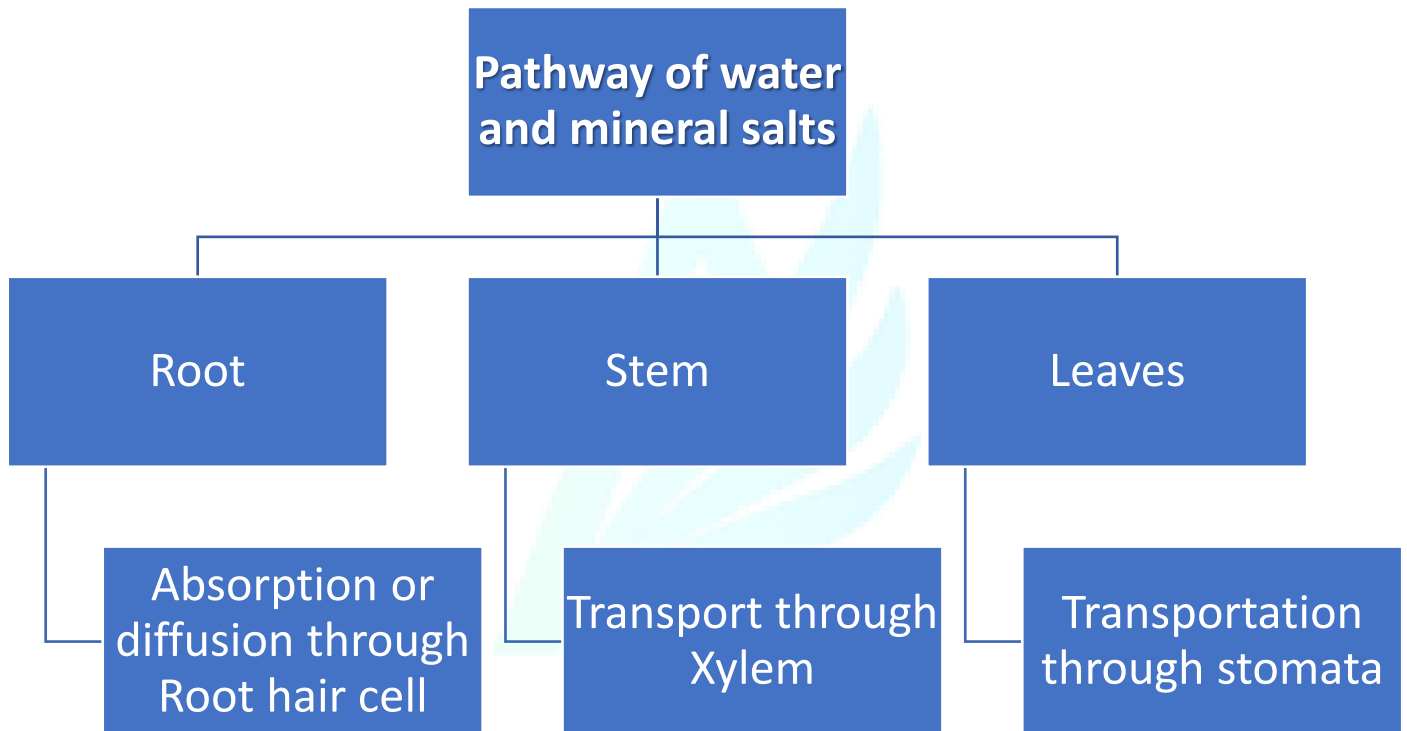 Pathway of water
and mineral salts
Root
Stem
Leaves
Absorption or
diffusion through
Root hair cell
Transport through
Xylem
Transportation
through stomata